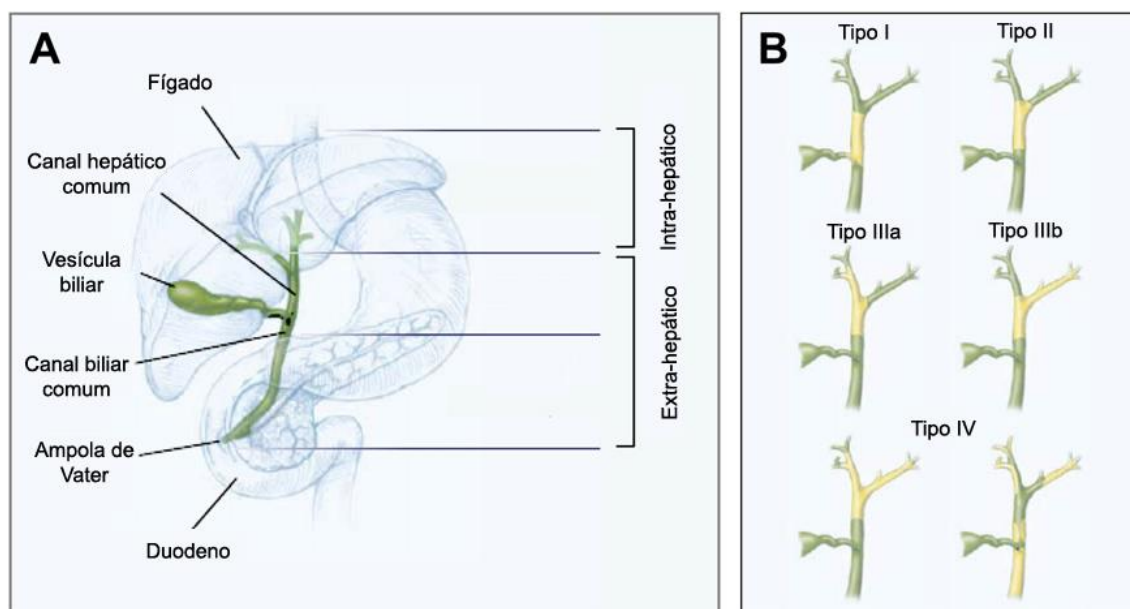 A
Fígado
Canal hepático
comum
Vesícula
biliar
Canal biliar
comum
Ampola de
Vater
Duodeno
Intra-hepático
Extra-hepático
B
Tipo I
Tipo II
Tipo IIIa
Tipo IIIb
Tipo IV